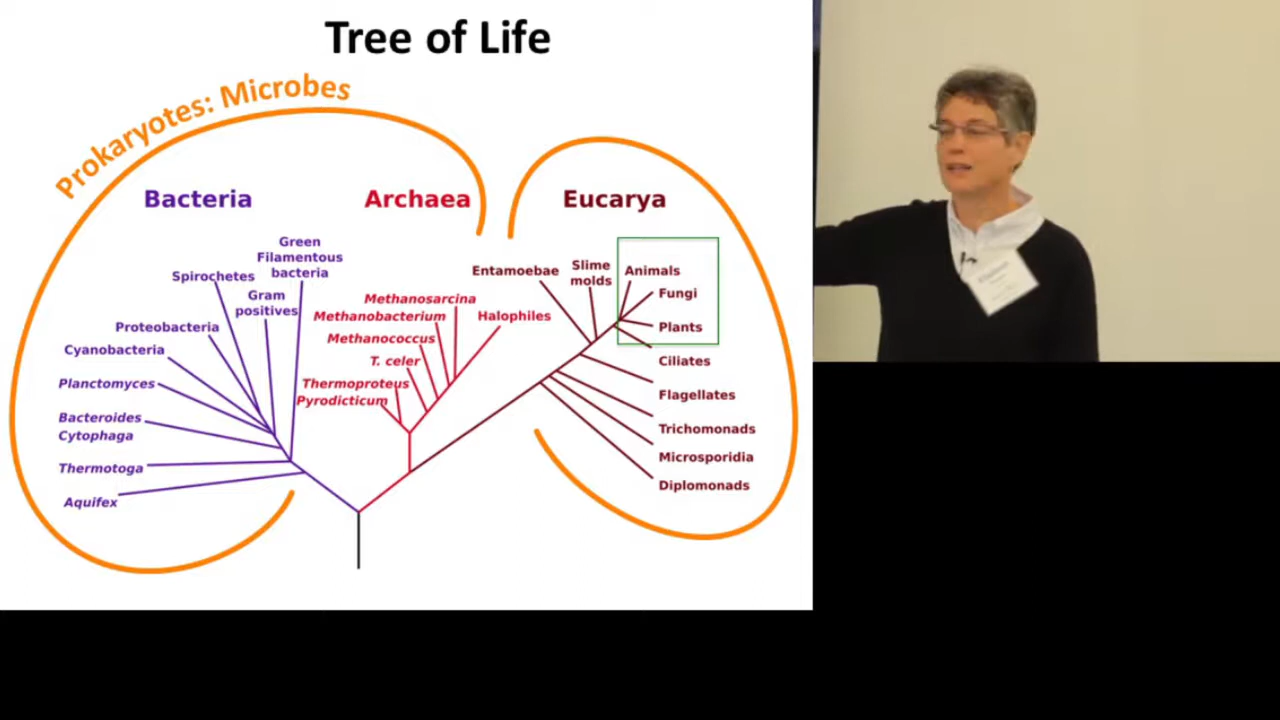 Tree of Life
Prokaryotes: Microbes
Bacteria
Archaea
Eucarya
Green
Filamentous
bacteria
Spirochetes
Gram
positives
Proteobacteria
Cyanobacteria
Planctomyces
Bacteroides
Cytophaga
Thermotoga
Aquifex
Methanosarcina
Methanobacterium
Halophiles
Methanococcus
T. celer
Thermoproteus
Pyrodicticum
Entamoebae
Slime
molds
Animals
Fungi
Plants
Ciliates
Flagellates
Trichomonads
Microsporidia
Diplomonads